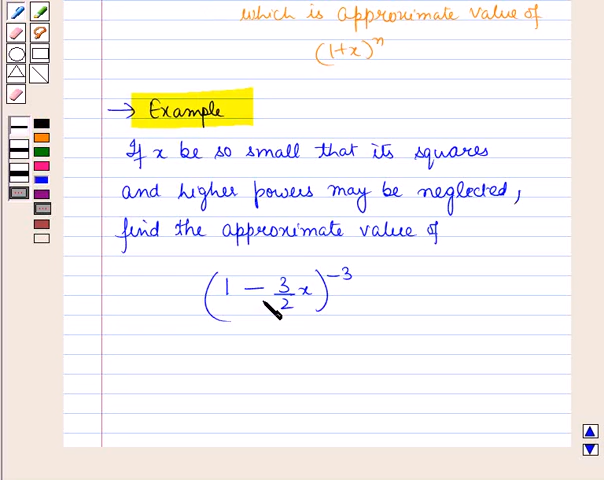 which is approximate value of
(1+x)^n
→ Example
If x be so small that its squares
and higher powers may be neglected,
find the approximate value of
(1 - 3/2 x)^-3